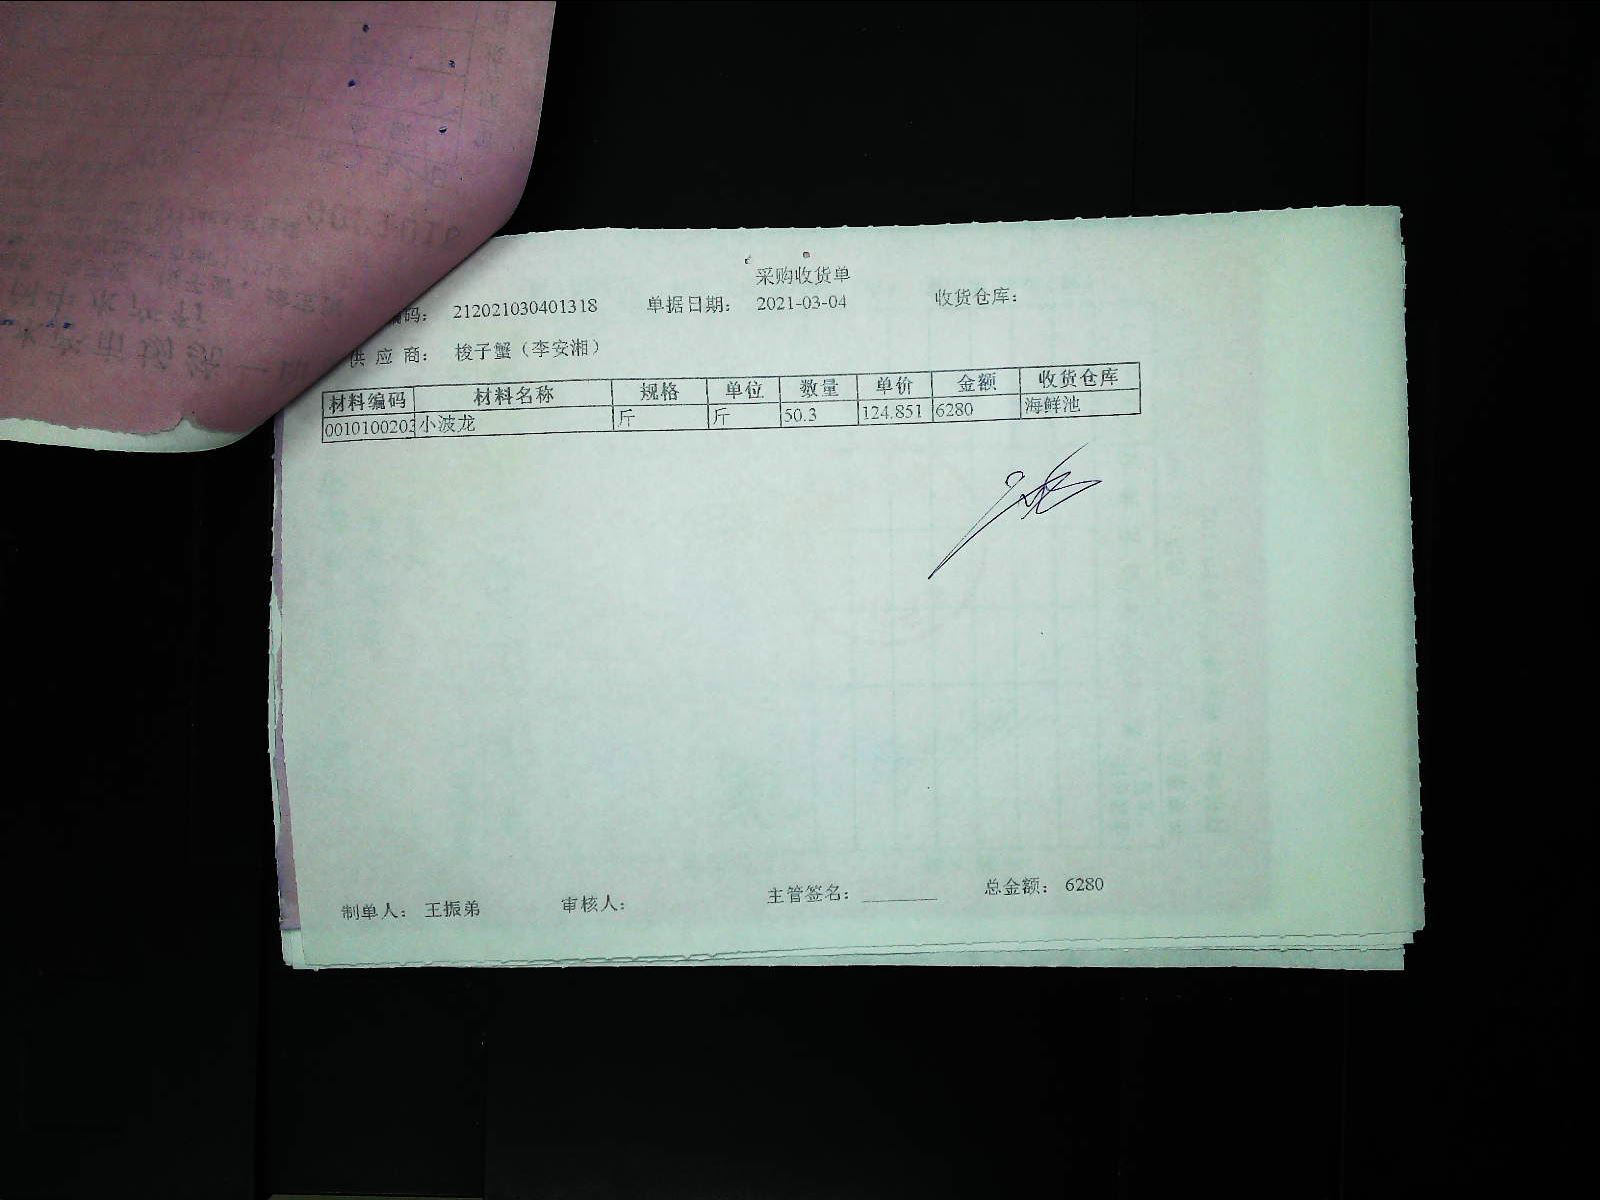 采购收货单
编码： 212021030401318 单据日期： 2021-03-04 收货仓库：
供 应 商： 梭子蟹（李安湘）
材料编码 材料名称 规格 单位 数量 单价 金额 收货仓库
0010100203 小波龙 斤 斤 50.3 124.851 6280 海鲜池
制单人： 王振弟 审核人： 主管签名： ________ 总金额： 6280